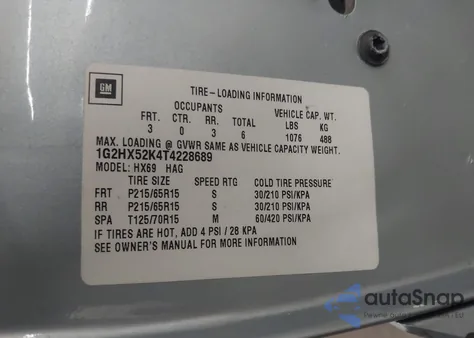 GM
TIRE-LOADING INFORMATION
OCCUPANTS VEHICLE CAP. WT.
FRT. CTR. RR. TOTAL LBS KG
3 0 3 6 1076 488
MAX. LOADING @ GVWR SAME AS VEHICLE CAPACITY WEIGHT.
1G2HX52K4T4228689
MODEL: HX69 HAG
TIRE SIZE SPEED RTG COLD TIRE PRESSURE
FRT P215/65R15 S 30/210 PSI/KPA
RR P215/65R15 S 30/210 PSI/KPA
SPA T125/70R15 M 60/420 PSI/KPA
IF TIRES ARE HOT, ADD 4 PSI / 28 KPA
SEE OWNER'S MANUAL FOR MORE INFORMATION
autoSnap